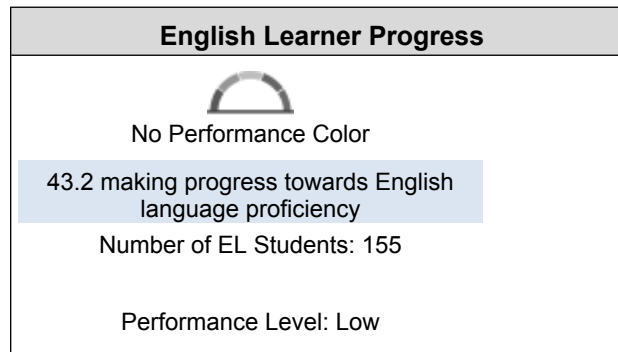 English Learner Progress
No Performance Color
43.2 making progress towards English
language proficiency
Number of EL Students: 155
Performance Level: Low